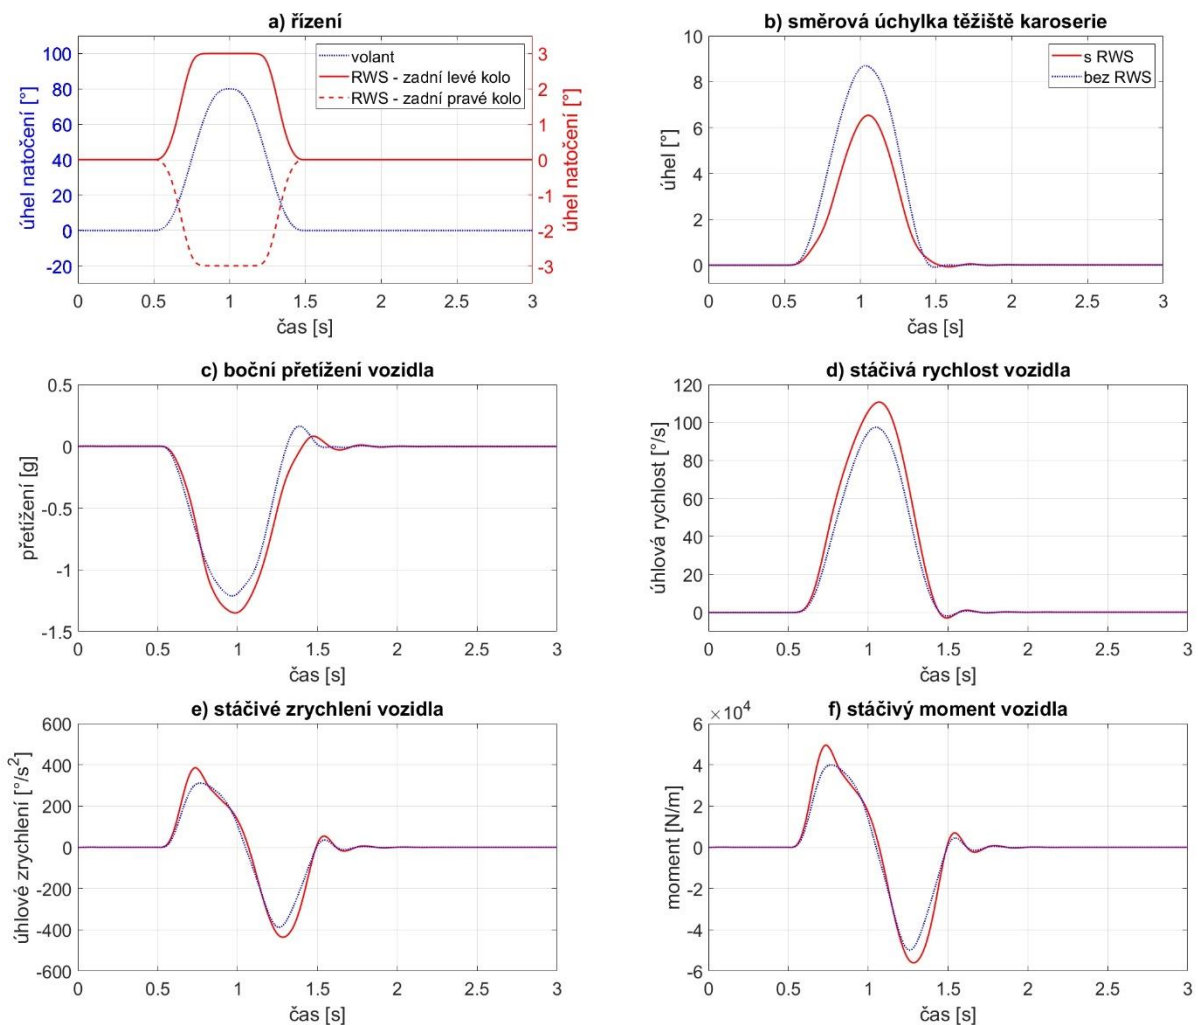 a) řízení
volant
RWS - zadní levé kolo
RWS - zadní pravé kolo
100
80
60
40
20
0
-20
3
2
1
0
-1
-2
-3
úhel natočení [°]
úhel natočení [°]
0 0.5 1 1.5 2 2.5 3
čas [s]
b) směrová úchylka těžiště karoserie
s RWS
bez RWS
10
8
6
4
2
0
úhel [°]
0 0.5 1 1.5 2 2.5 3
čas [s]
c) boční přetížení vozidla
0.5
0
-0.5
-1
-1.5
přetížení [g]
0 0.5 1 1.5 2 2.5 3
čas [s]
d) stáčivá rychlost vozidla
120
100
80
60
40
20
0
úhlová rychlost [°/s]
0 0.5 1 1.5 2 2.5 3
čas [s]
e) stáčivé zrychlení vozidla
600
400
200
0
-200
-400
-600
úhlové zrychlení [°/s²]
0 0.5 1 1.5 2 2.5 3
čas [s]
f) stáčivý moment vozidla
×10⁴
6
4
2
0
-2
-4
-6
moment [N/m]
0 0.5 1 1.5 2 2.5 3
čas [s]